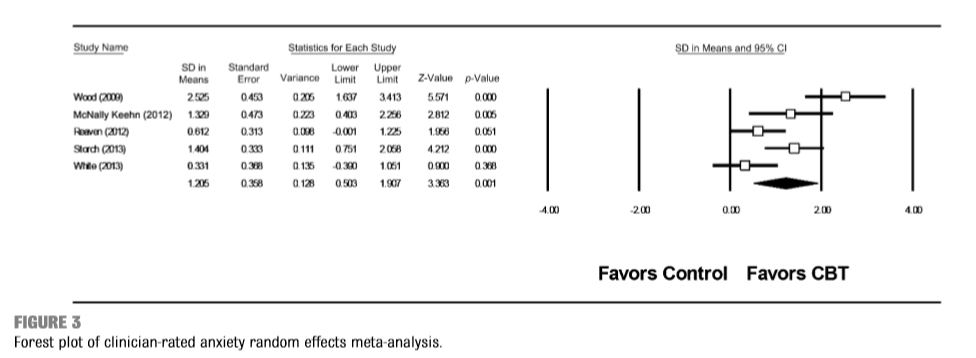 Study Name Statistics for Each Study SD in Means and 95% CI
SD in Means Standard Error Variance Lower Limit Upper Limit Z-Value p-Value
Wood (2009) 2.525 0.453 0.205 1.637 3.413 5.571 0.000
McNally Keehn (2012) 1.329 0.473 0.223 0.403 2.256 2.812 0.005
Reaven (2012) 0.612 0.313 0.098 -0.001 1.225 1.956 0.051
Storch (2013) 1.404 0.333 0.111 0.751 2.058 4.212 0.000
White (2013) 0.331 0.368 0.135 -0.390 1.051 0.900 0.368
1.205 0.358 0.128 0.503 1.907 3.363 0.001
-4.00 -2.00 0.00 2.00 4.00
Favors Control Favors CBT
FIGURE 3
Forest plot of clinician-rated anxiety random effects meta-analysis.